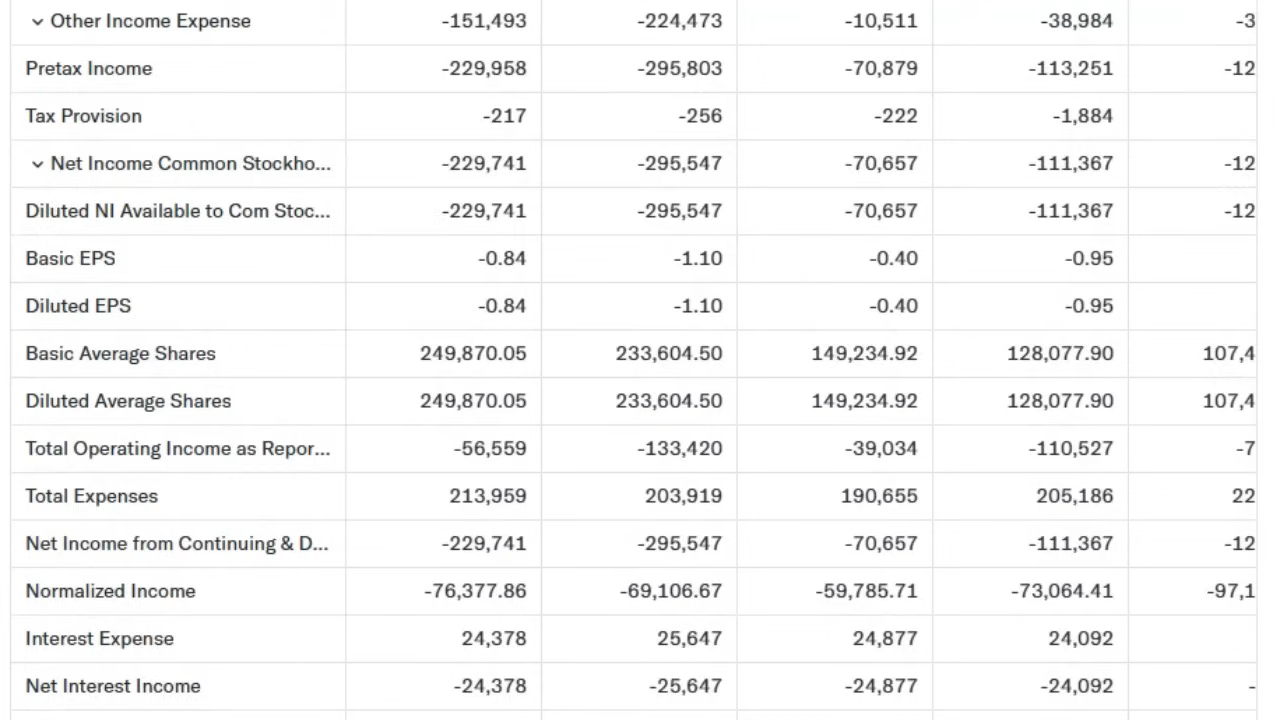 Other Income Expense -151,493 -224,473 -10,511 -38,984 -3
Pretax Income -229,958 -295,803 -70,879 -113,251 -12
Tax Provision -217 -256 -222 -1,884
Net Income Common Stockho... -229,741 -295,547 -70,657 -111,367 -12
Diluted NI Available to Com Stoc... -229,741 -295,547 -70,657 -111,367 -12
Basic EPS -0.84 -1.10 -0.40 -0.95
Diluted EPS -0.84 -1.10 -0.40 -0.95
Basic Average Shares 249,870.05 233,604.50 149,234.92 128,077.90 107,4
Diluted Average Shares 249,870.05 233,604.50 149,234.92 128,077.90 107,4
Total Operating Income as Repor... -56,559 -133,420 -39,034 -110,527 -7
Total Expenses 213,959 203,919 190,655 205,186 22
Net Income from Continuing & D... -229,741 -295,547 -70,657 -111,367 -12
Normalized Income -76,377.86 -69,106.67 -59,785.71 -73,064.41 -97,1
Interest Expense 24,378 25,647 24,877 24,092
Net Interest Income -24,378 -25,647 -24,877 -24,092 -